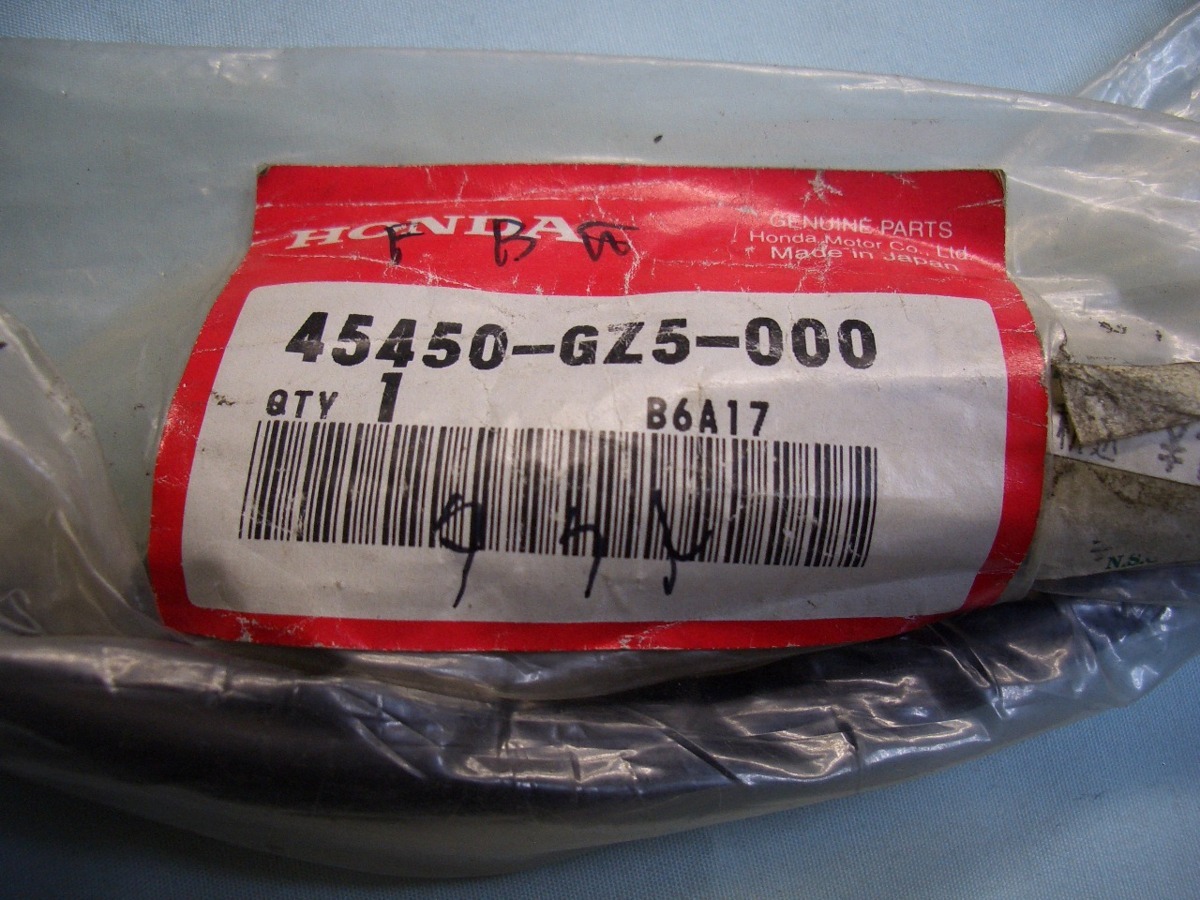 HONDA
GENUINE PARTS
Honda Motor Co., Ltd.
Made in Japan
F B
45450-GZ5-000
QTY 1
B6A17
N.S.